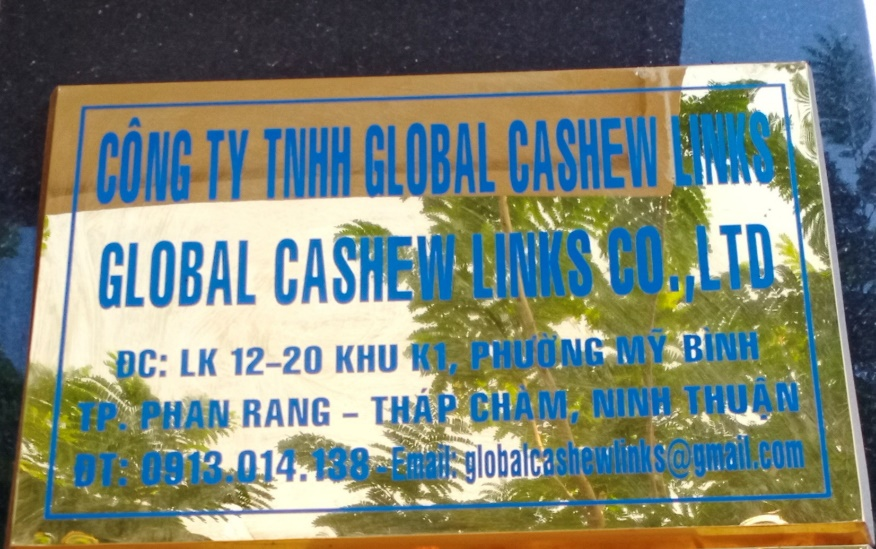 CÔNG TY TNHH GLOBAL CASHEW LINKS
GLOBAL CASHEW LINKS CO.,LTD
ĐC: LK 12-20 KHU K1, PHƯỜNG MỸ BÌNH
TP. PHAN RANG - THÁP CHÀM, NINH THUẬN
ĐT: 0913.014.138 - Email: globalcashewlinks@gmail.com